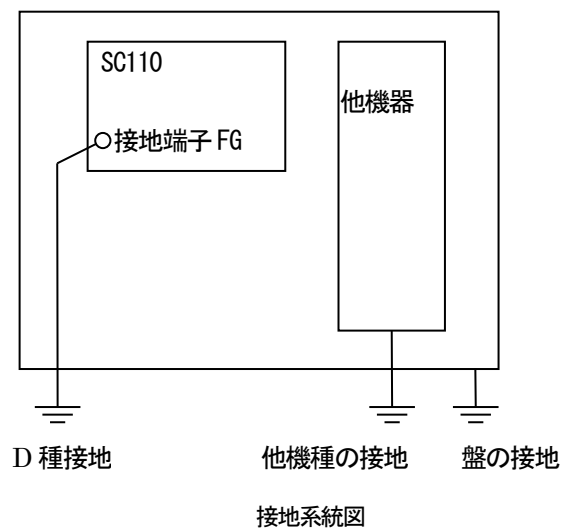 SC110
他機器
接地端子 FG
D 種接地
他機種の接地
盤の接地
接地系統図